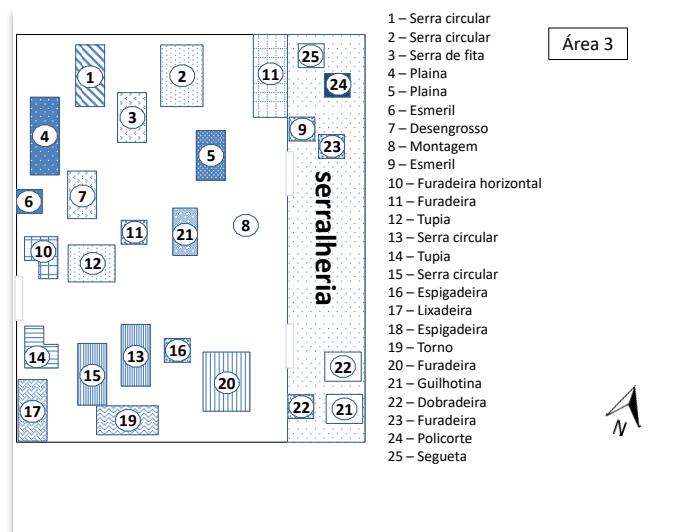 1 – Serra circular
2 – Serra circular
3 – Serra de fita
4 – Plaina
5 – Plaina
6 – Esmeril
7 – Desengrosso
8 – Montagem
9 – Esmeril
10 – Furadeira horizontal
11 – Furadeira
12 – Tupia
13 – Serra circular
14 – Tupia
15 – Serra circular
16 – Espigadeira
17 – Lixadeira
18 – Espigadeira
19 – Torno
20 – Furadeira
21 – Guilhotina
22 – Dobradeira
23 – Furadeira
24 – Policorte
25 – Segueta
Área 3
25
1
2
11
24
3
9
4
23
5
7
6
serralheria
11
21
8
10
12
14
13
16
22
15
20
17
22
21
19
N